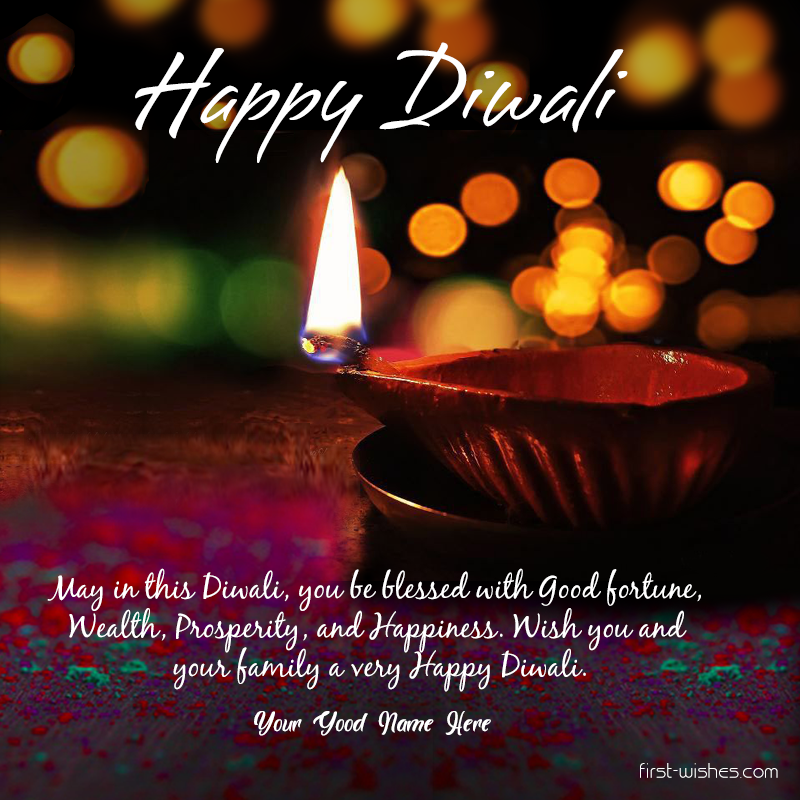 Happy Diwali
May in this Diwali, you be blessed with Good fortune,
Wealth, Prosperity, and Happiness. Wish you and
your family a very Happy Diwali.
Your Good Name Here
first-wishes.com